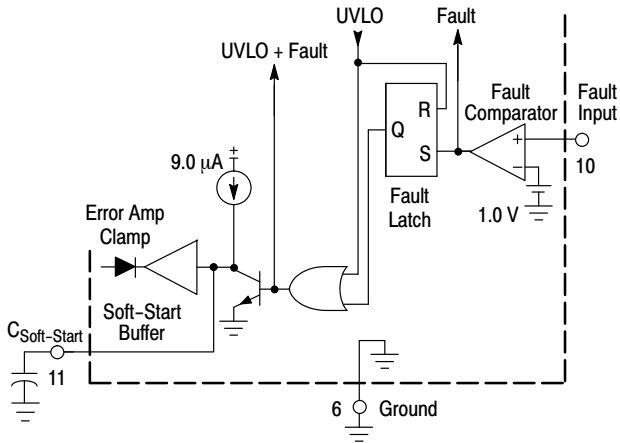 UVLO
Fault
UVLO + Fault
R
Q
S
Fault
Comparator
Fault
Input
+
−
10
9.0 μA
+
Fault
Latch
1.0 V
Error Amp
Clamp
Soft−Start
Buffer
CSoft−Start
11
6
Ground